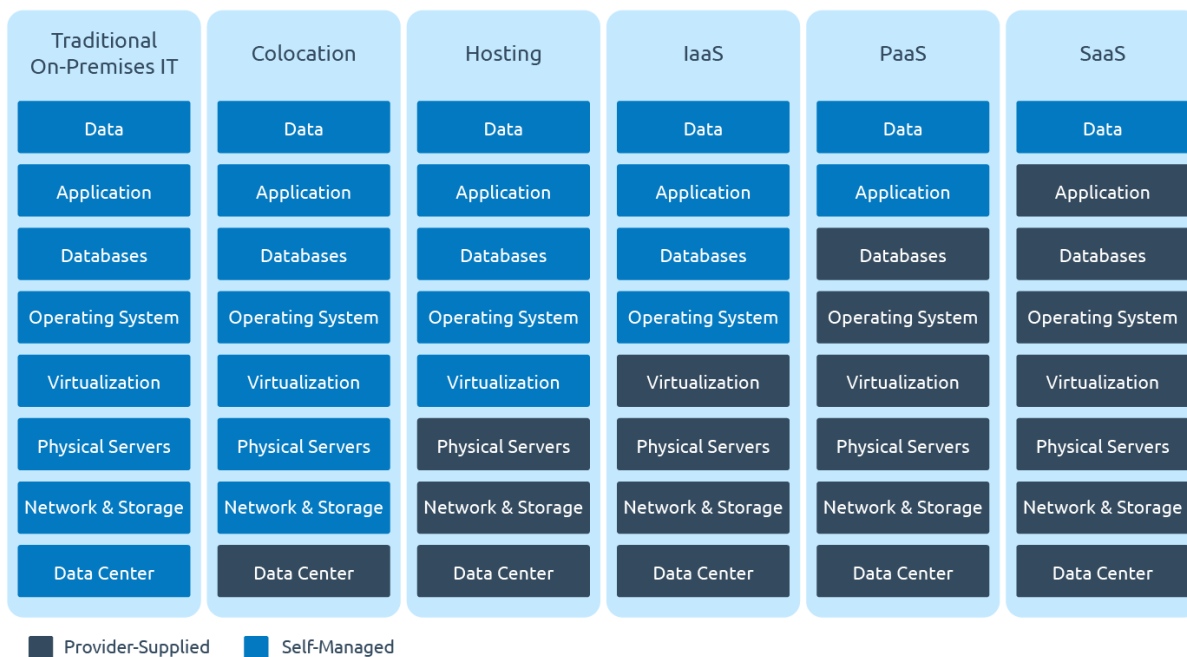 Traditional
On-Premises IT
Data
Application
Databases
Operating System
Virtualization
Physical Servers
Network & Storage
Data Center
Colocation
Data
Application
Databases
Operating System
Virtualization
Physical Servers
Network & Storage
Data Center
Hosting
Data
Application
Databases
Operating System
Virtualization
Physical Servers
Network & Storage
Data Center
IaaS
Data
Application
Databases
Operating System
Virtualization
Physical Servers
Network & Storage
Data Center
PaaS
Data
Application
Databases
Operating System
Virtualization
Physical Servers
Network & Storage
Data Center
SaaS
Data
Application
Databases
Operating System
Virtualization
Physical Servers
Network & Storage
Data Center
Provider-Supplied
Self-Managed